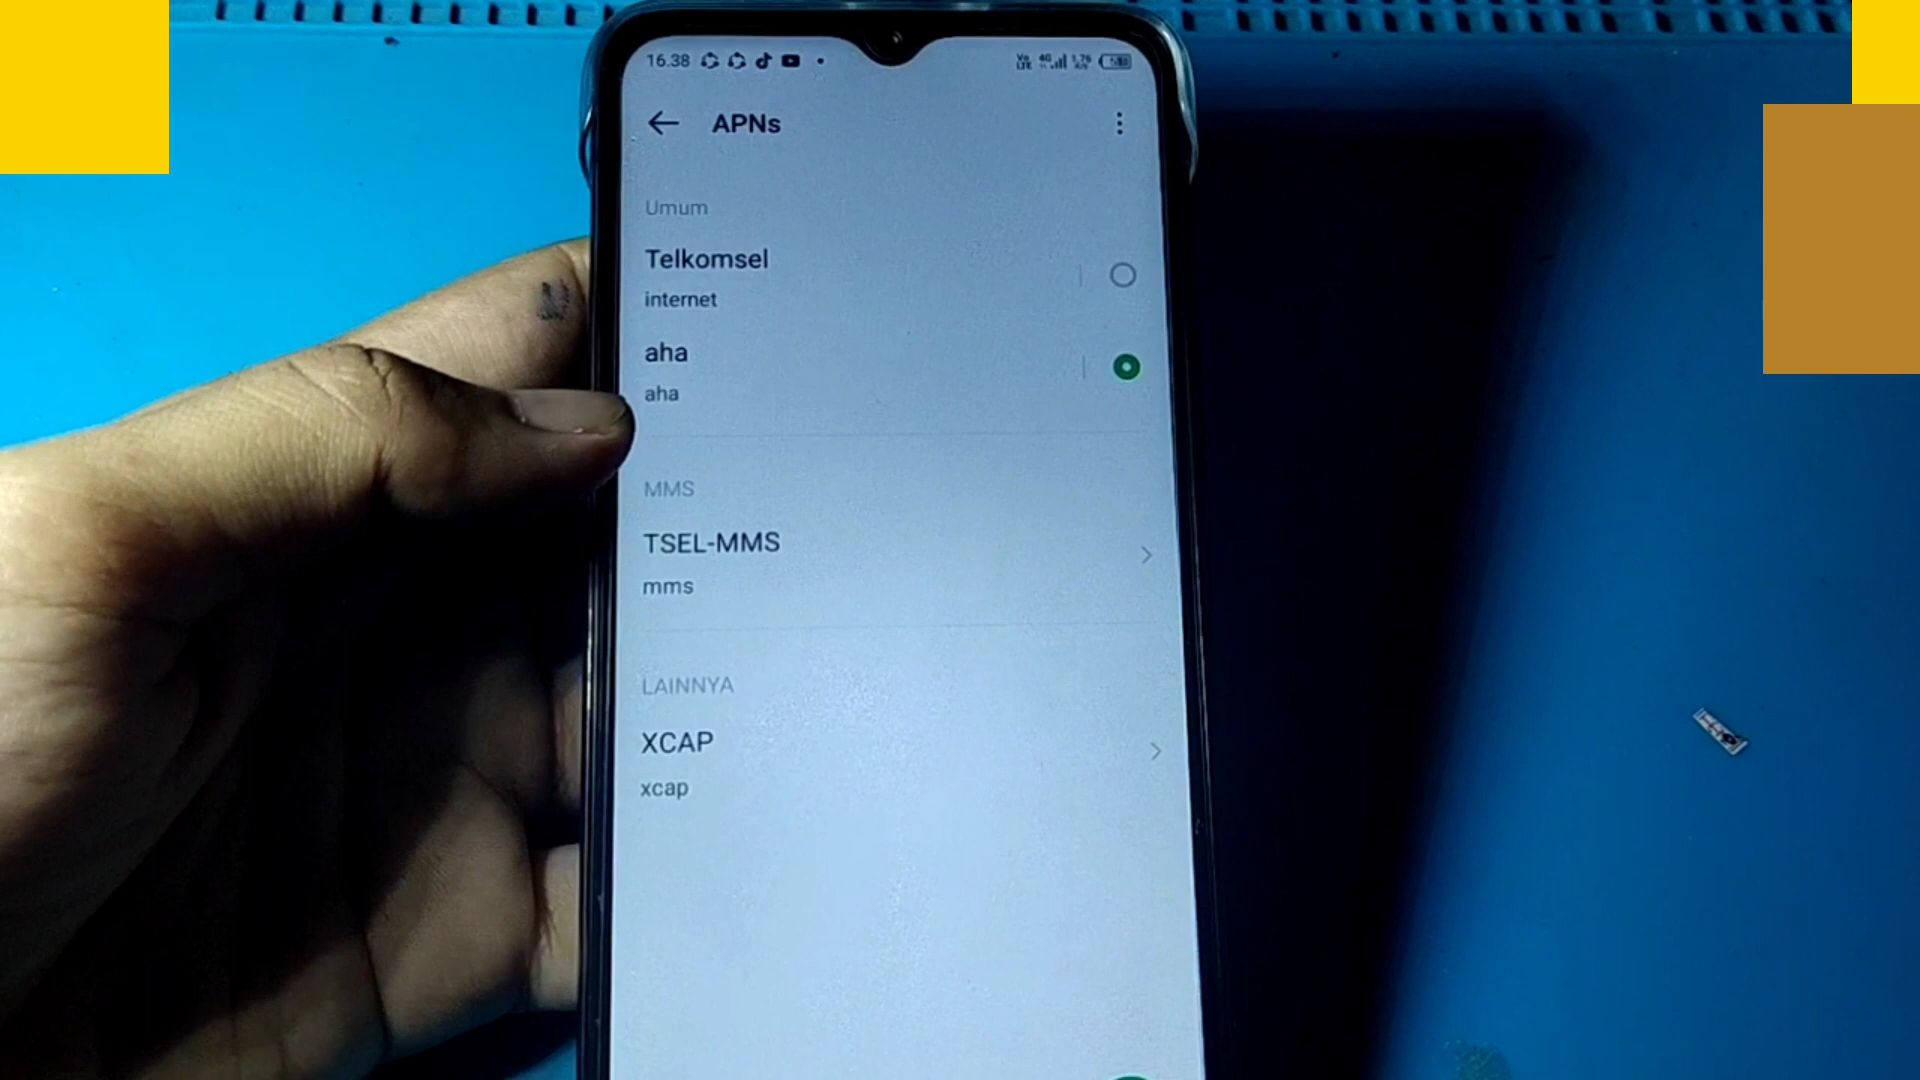 16.38
APNs
Umum
Telkomsel
internet
aha
aha
MMS
TSEL-MMS
mms
LAINNYA
XCAP
xcap